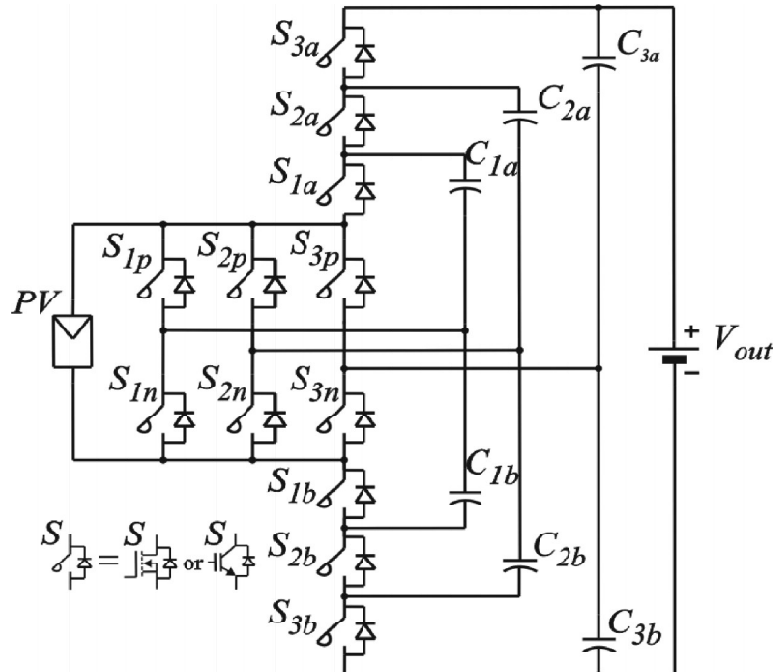 S3a
C3a
S2a
C2a
S1a
C1a
S1p
S2p
S3p
PV
+
Vout
-
S1n
S2n
S3n
S1b
C1b
S S S
= or
S2b
C2b
S3b
C3b